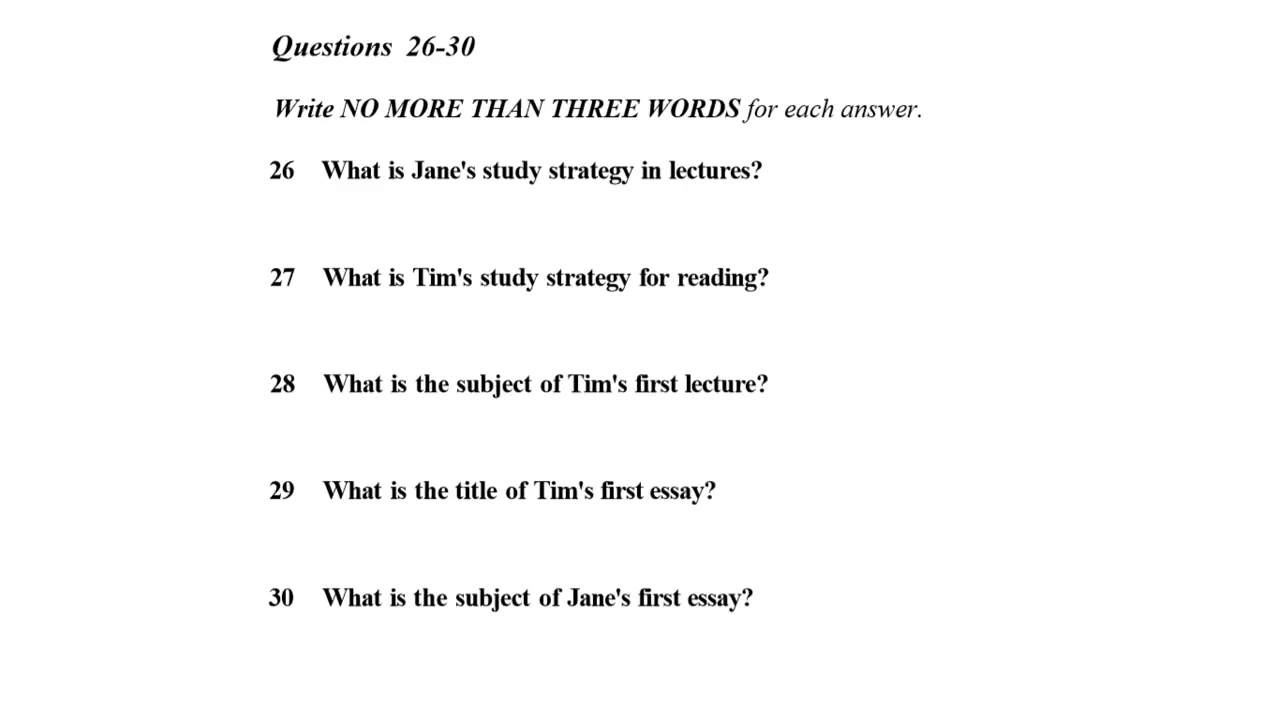 Questions 26-30
Write NO MORE THAN THREE WORDS for each answer.
26 What is Jane's study strategy in lectures?
27 What is Tim's study strategy for reading?
28 What is the subject of Tim's first lecture?
29 What is the title of Tim's first essay?
30 What is the subject of Jane's first essay?